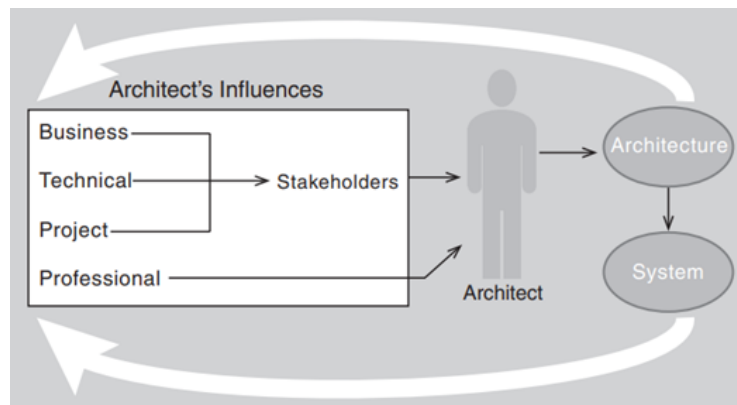 Architect's Influences
Business
Technical
Stakeholders
Project
Professional
Architect
Architecture
System